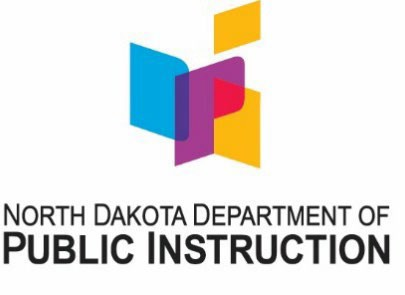 NORTH DAKOTA DEPARTMENT OF
PUBLIC INSTRUCTION